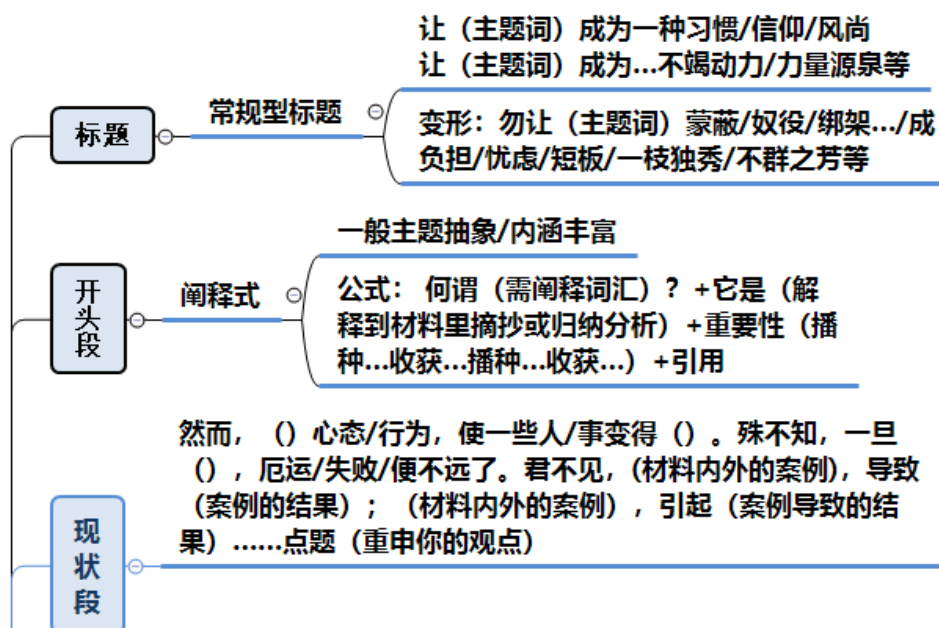 标题
常规型标题
让（主题词）成为一种习惯/信仰/风尚
让（主题词）成为...不竭动力/力量源泉等
变形：勿让（主题词）蒙蔽/奴役/绑架.../成
负担/忧虑/短板/一枝独秀/不群之芳等
开
头
段
阐释式
一般主题抽象/内涵丰富
公式： 何谓（需阐释词汇）？+它是（解
释到材料里摘抄或归纳分析）+重要性（播
种...收获...播种...收获...）+引用
现
状
段
然而，（）心态/行为，使一些人/事变得（）。殊不知，一旦
（），厄运/失败/便不远了。君不见，(材料内外的案例)，导致
（案例的结果）；（材料内外的案例），引起（案例导致的结
果）......点题（重申你的观点）